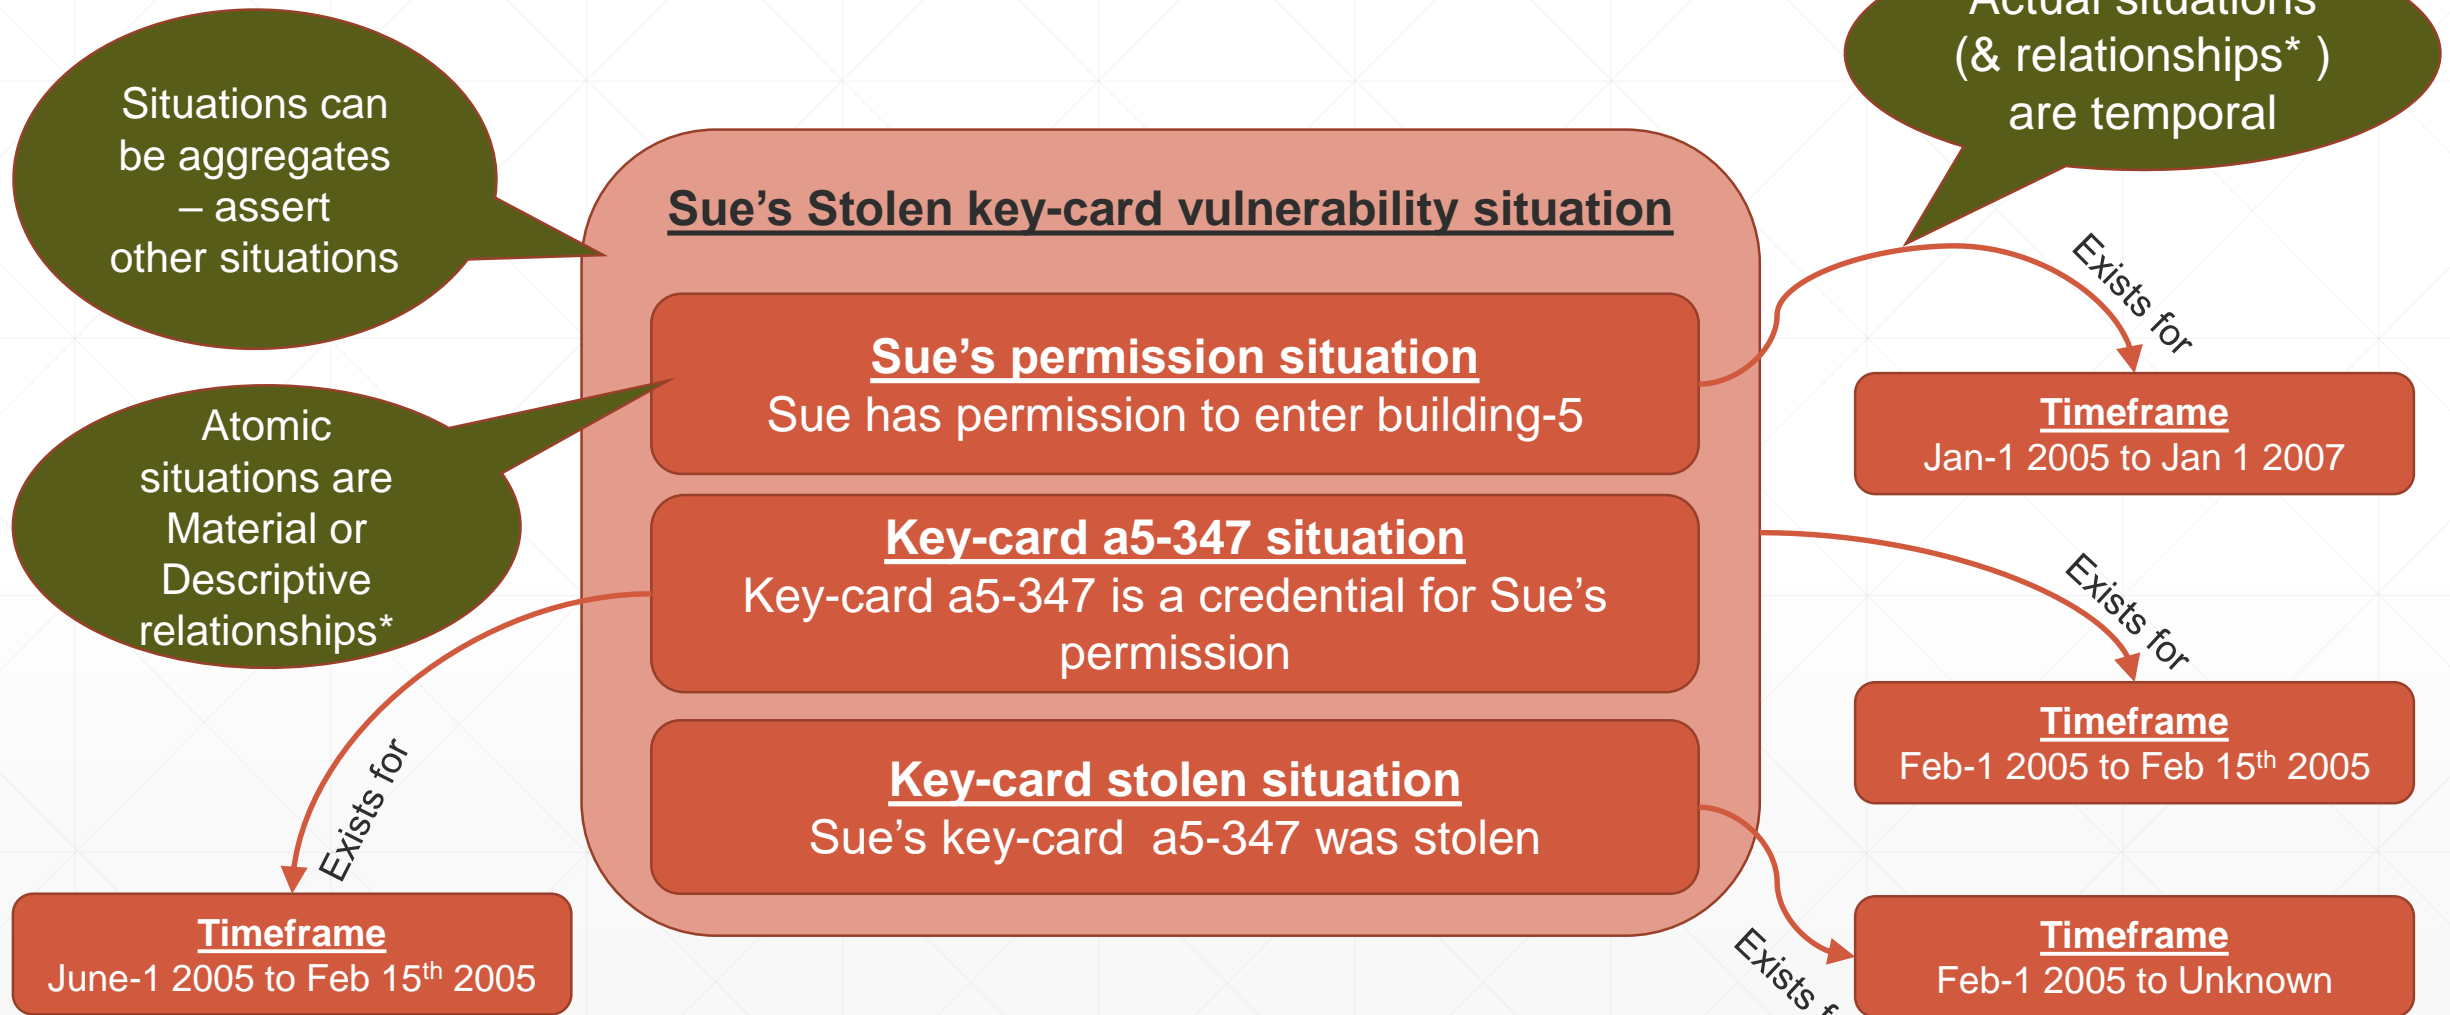 Situations can
be aggregates
– assert
other situations
Actual situations
(& relationships* )
are temporal
Sue’s Stolen key-card vulnerability situation
Sue’s permission situation
Sue has permission to enter building-5
Exists for
Timeframe
Jan-1 2005 to Jan 1 2007
Atomic
situations are
Material or
Descriptive
relationships*
Key-card a5-347 situation
Key-card a5-347 is a credential for Sue’s
permission
Exists for
Timeframe
Feb-1 2005 to Feb 15th 2005
Key-card stolen situation
Sue’s key-card  a5-347 was stolen
Exists for
Timeframe
June-1 2005 to Feb 15th 2005
Exists
Timeframe
Feb-1 2005 to Unknown